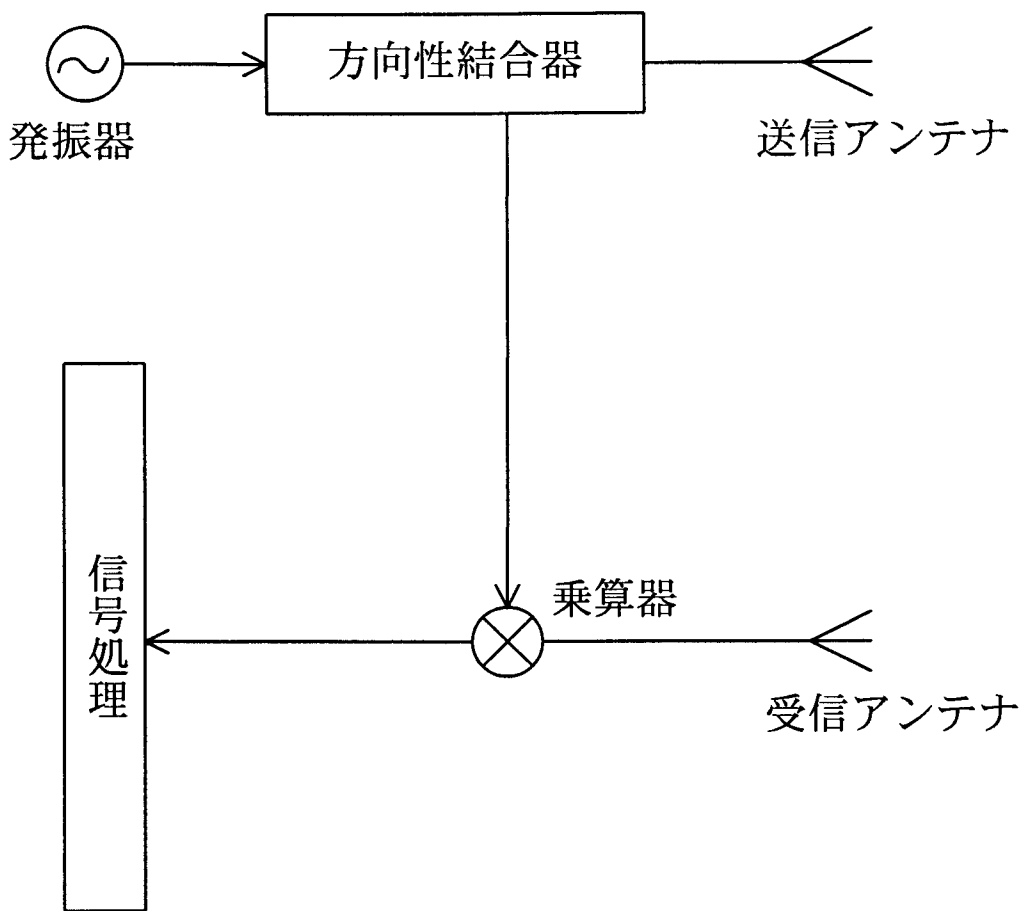 方向性結合器
発振器
送信アンテナ
乗算器
信号処理
受信アンテナ